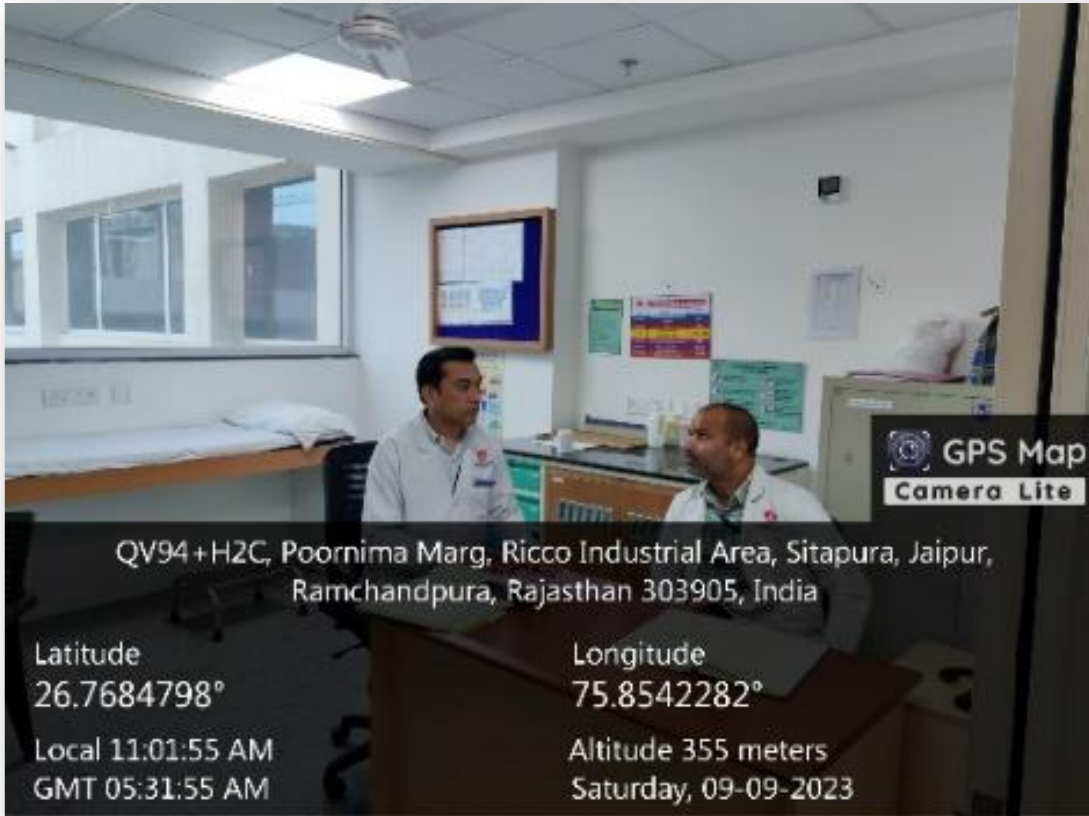 GPS Map
Camera Lite
QV94+H2C, Poornima Marg, Ricco Industrial Area, Sitapura, Jaipur,
Ramchandpura, Rajasthan 303905, India
Latitude
26.7684798°
Longitude
75.8542282°
Local 11:01:55 AM
GMT 05:31:55 AM
Altitude 355 meters
Saturday, 09-09-2023